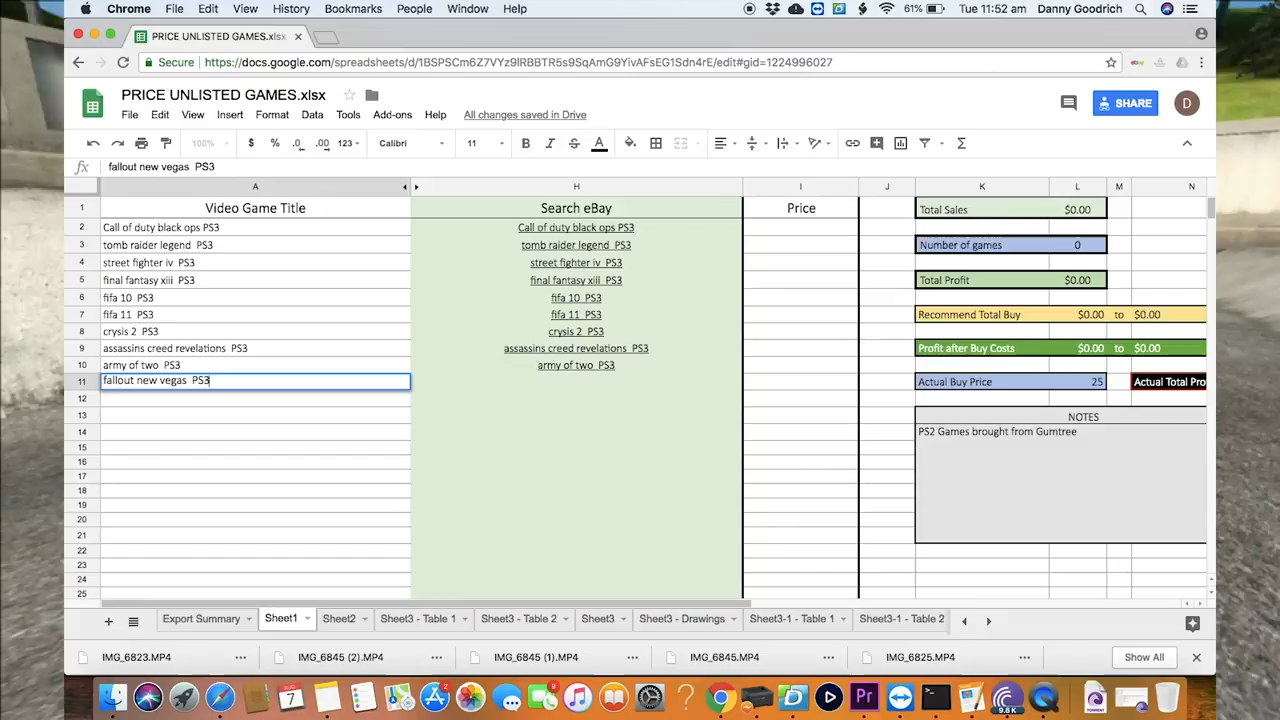 Chrome File Edit View History Bookmarks People Window Help 61% Tue 11:52 am Danny Goodrich
PRICE UNLISTED GAMES.xlsx
Secure https://docs.google.com/spreadsheets/d/1BSPSCm6Z7VYz9IRBBTR5s9SqAmG9YivAFsEG1Sdn4rE/edit#gid=1224996027
PRICE UNLISTED GAMES.xlsx
SHARE D
File Edit View Insert Format Data Tools Add-ons Help All changes saved in Drive
100% $ % .0 .00 123 Calibri 11 B I S A Σ
fx fallout new vegas PS3
A H I J K L M N
1 Video Game Title Search eBay Price Total Sales $0.00
2 Call of duty black ops PS3 Call of duty black ops PS3
3 tomb raider legend PS3 tomb raider legend PS3 Number of games 0
4 street fighter iv PS3 street fighter iv PS3
5 final fantasy xiii PS3 final fantasy xiii PS3 Total Profit $0.00
6 fifa 10 PS3 fifa 10 PS3
7 fifa 11 PS3 fifa 11 PS3 Recommend Total Buy $0.00 to $0.00
8 crysis 2 PS3 crysis 2 PS3
9 assassins creed revelations PS3 assassins creed revelations PS3 Profit after Buy Costs $0.00 to $0.00
10 army of two PS3 army of two PS3
11 fallout new vegas PS3 Actual Buy Price 25 Actual Total Pro
12
13 NOTES
14 PS2 Games brought from Gumtree
15
16
17
18
19
20
21
22
23
24
25
Export Summary Sheet1 Sheet2 Sheet3 - Table 1 Sheet3 - Table 2 Sheet3 Sheet3 - Drawings Sheet3-1 - Table 1 Sheet3-1 - Table 2
IMG_6823.MP4 IMG_6845 (2).MP4 IMG_6845 (1).MP4 IMG_6845.MP4 IMG_6825.MP4 Show All